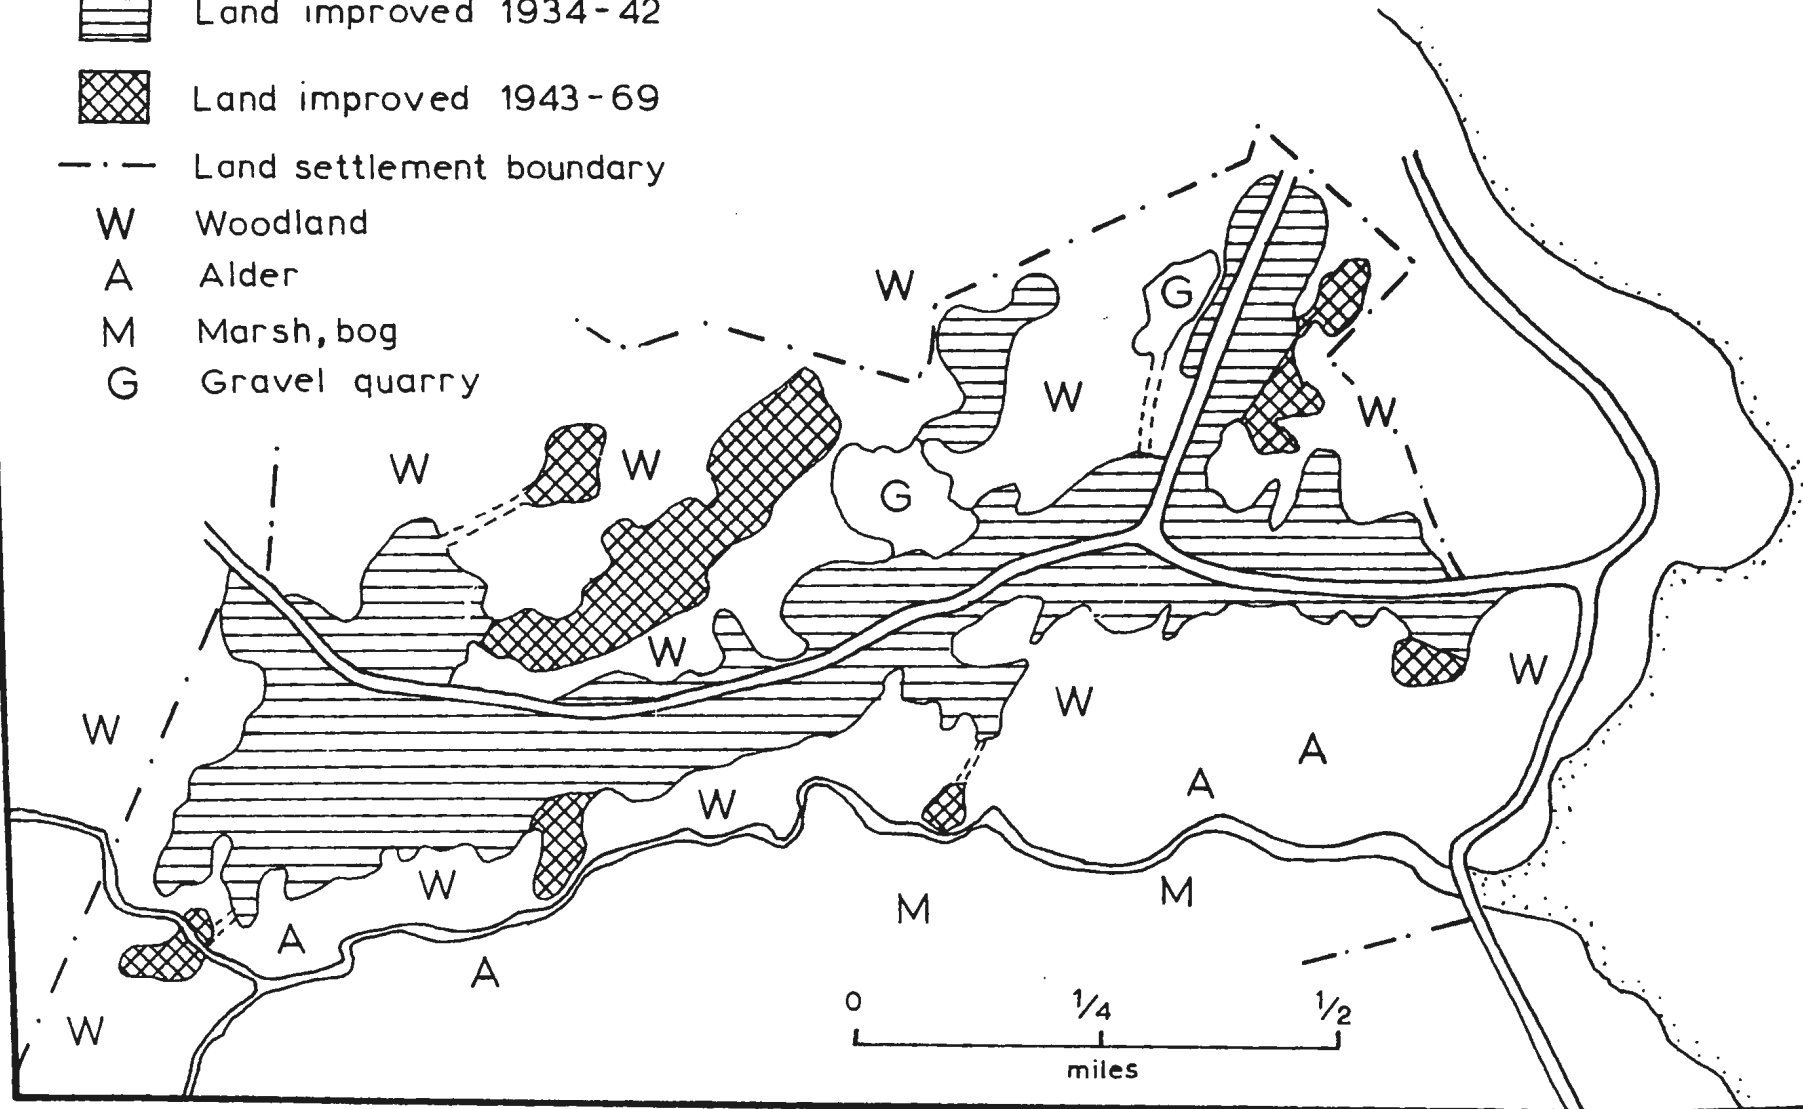 Land improved 1934-42
Land improved 1943-69
Land settlement boundary
W Woodland
A Alder
M Marsh, bog
G Gravel quarry
W
G
W
W
W
W
G
W
W
W
W
A
W
A
W
W
M
M
A
A
W
0 1/4 1/2
miles